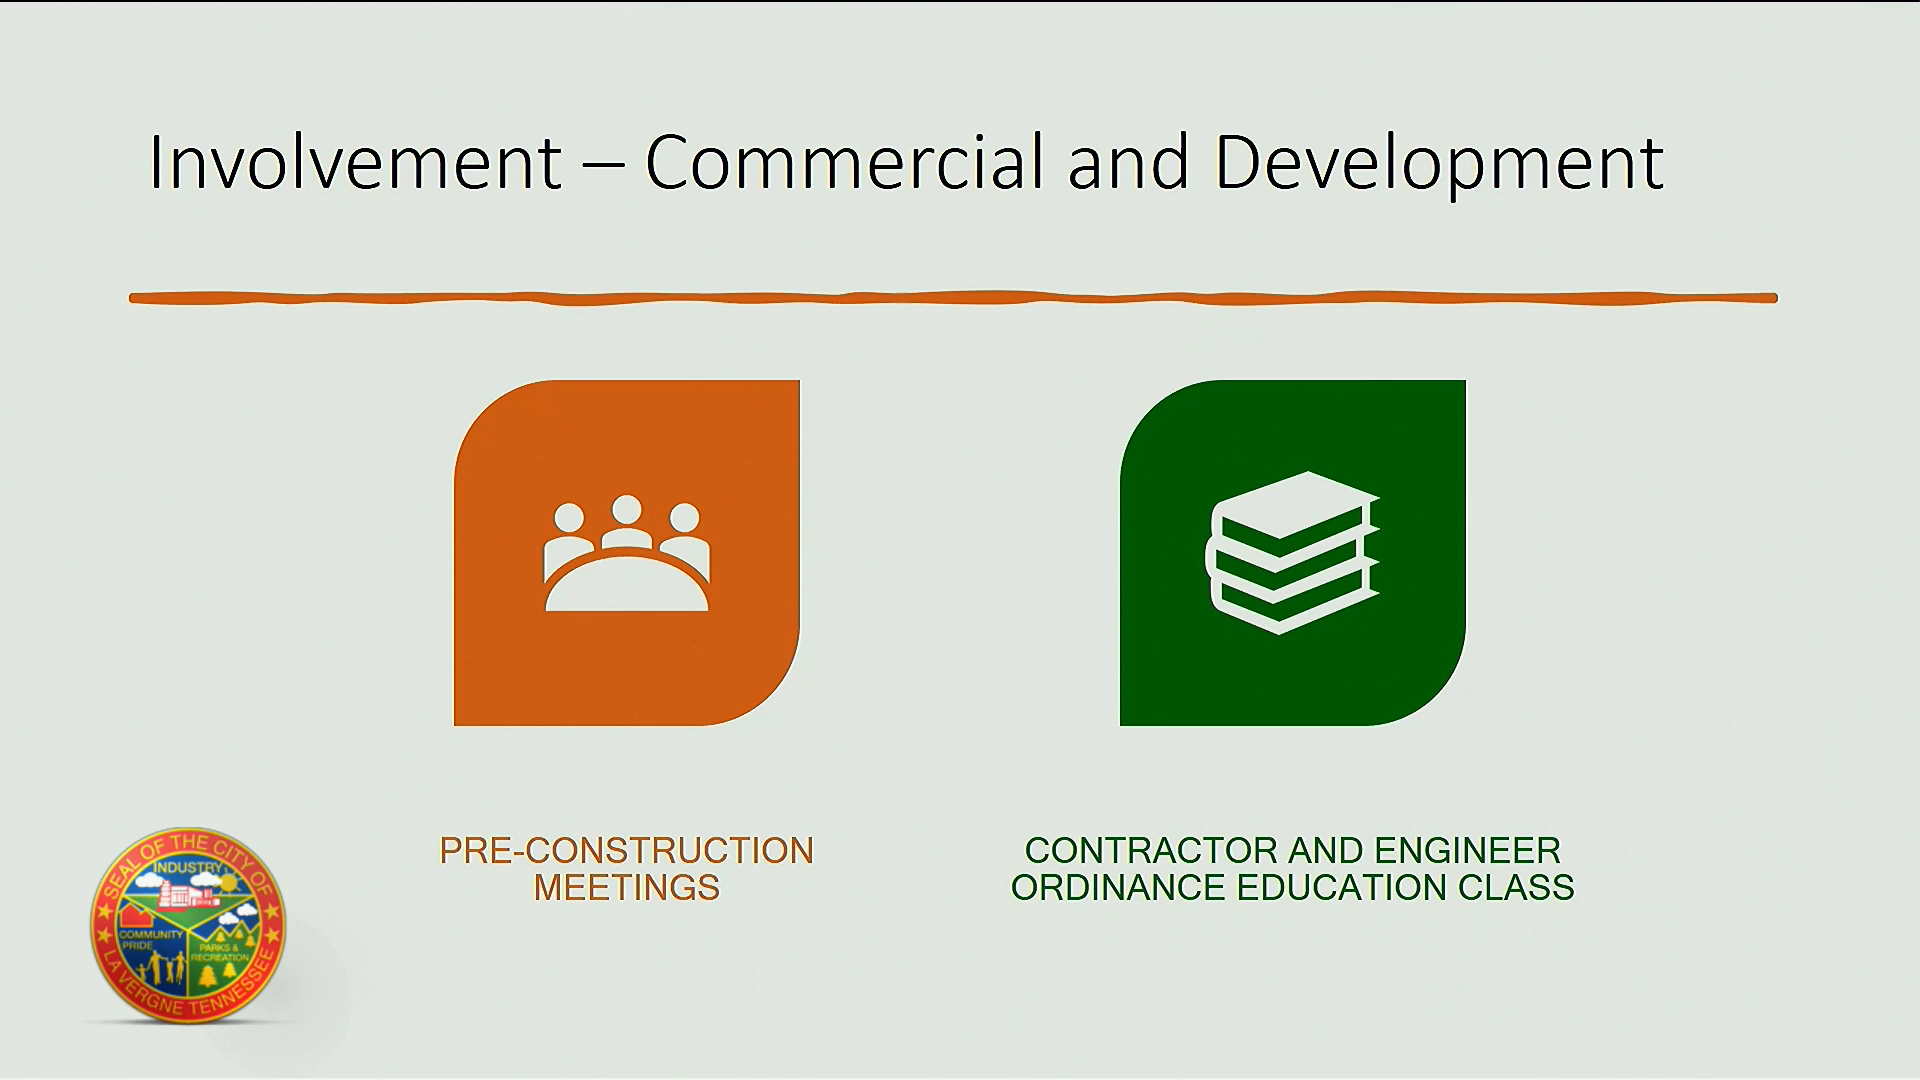 Involvement – Commercial and Development
PRE-CONSTRUCTION
MEETINGS
CONTRACTOR AND ENGINEER
ORDINANCE EDUCATION CLASS
SEAL OF THE CITY OF
LA VERGNE TENNESSEE
INDUSTRY
COMMUNITY
PRIDE
PARKS &
RECREATION